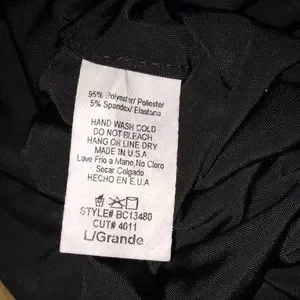 95% Polyester/ Poliester
5% Spandex/ Elastano
HAND WASH COLD
DO NOT BLEACH
HANG OR LINE DRY
MADE IN U.S.A
Lave Frio a Mano,No Cloro
Secar Colgado
HECHO EN E.U.A
STYLE# BC13480
CUT# 4011
L/Grande